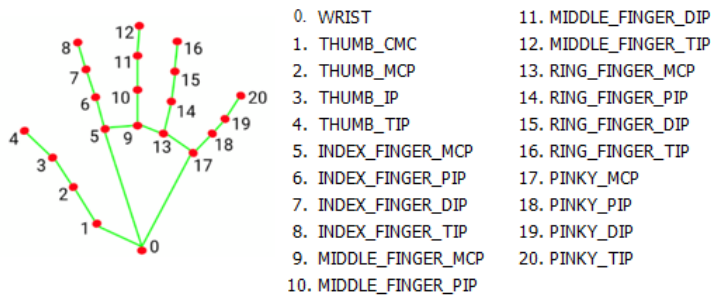 12
8
16
11
7
15
6
10
14
20
4
5
9
13
19
18
3
17
2
1
0
0. WRIST
1. THUMB_CMC
2. THUMB_MCP
3. THUMB_IP
4. THUMB_TIP
5. INDEX_FINGER_MCP
6. INDEX_FINGER_PIP
7. INDEX_FINGER_DIP
8. INDEX_FINGER_TIP
9. MIDDLE_FINGER_MCP
10. MIDDLE_FINGER_PIP
11. MIDDLE_FINGER_DIP
12. MIDDLE_FINGER_TIP
13. RING_FINGER_MCP
14. RING_FINGER_PIP
15. RING_FINGER_DIP
16. RING_FINGER_TIP
17. PINKY_MCP
18. PINKY_PIP
19. PINKY_DIP
20. PINKY_TIP